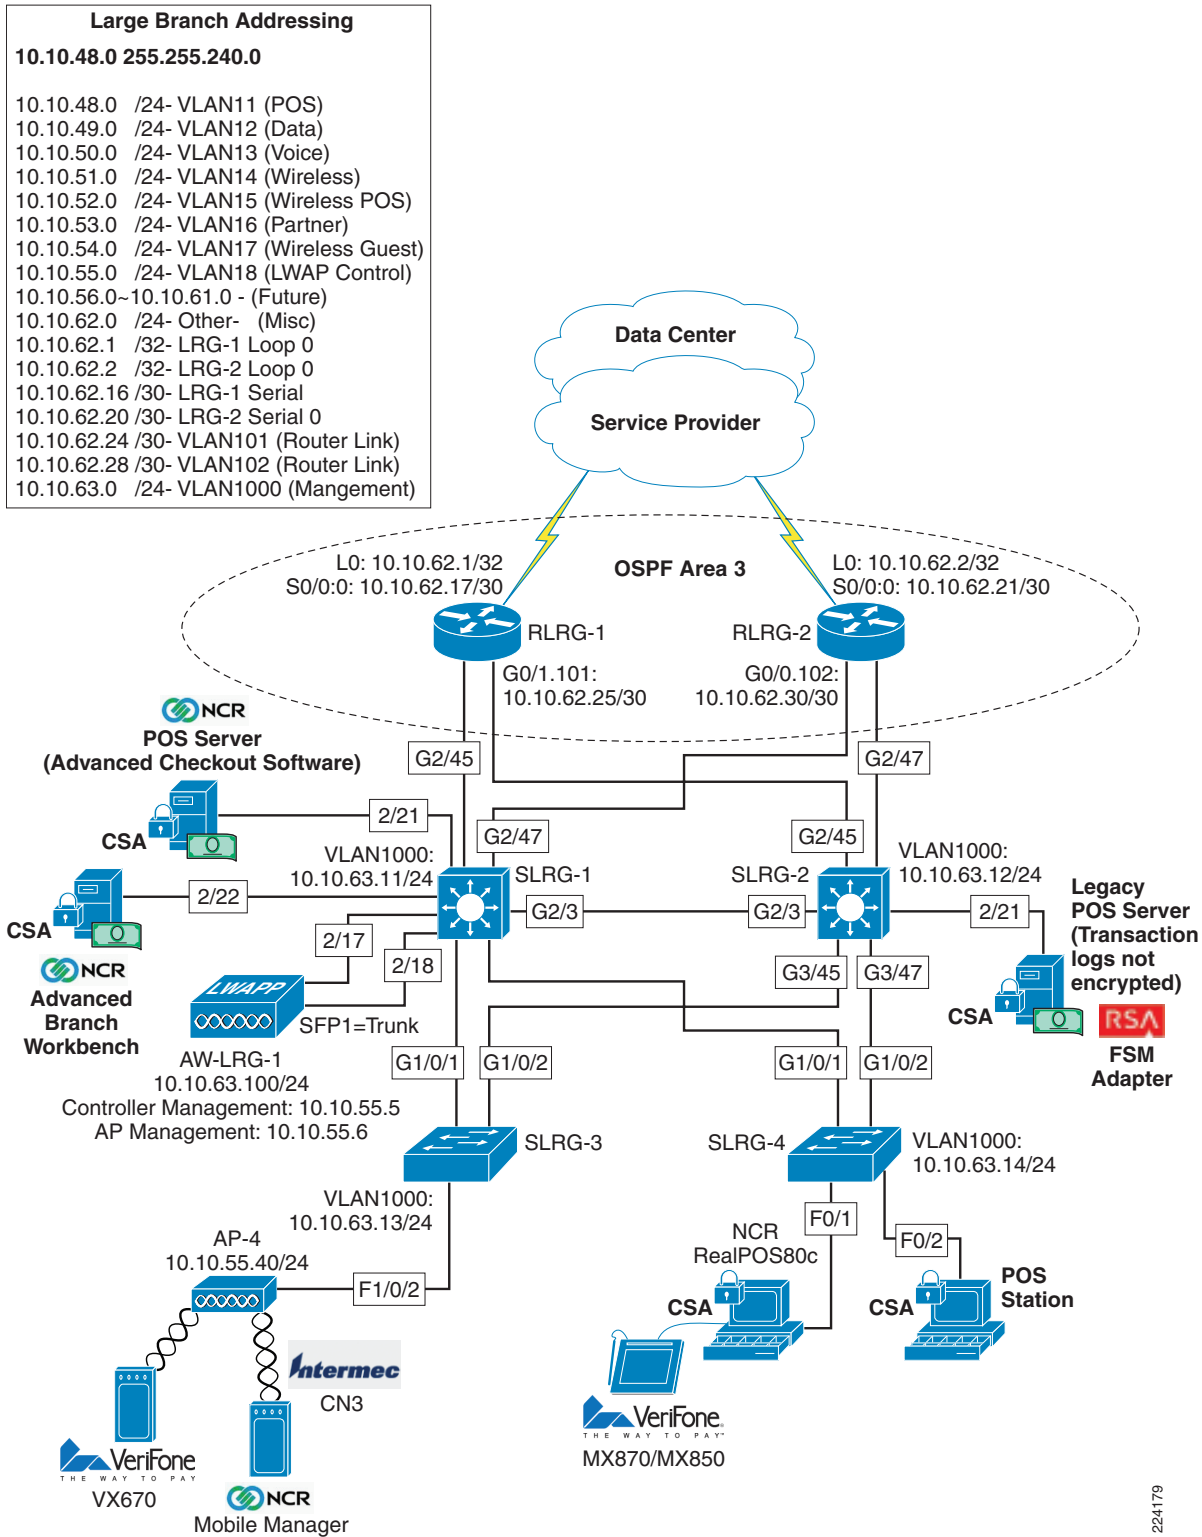 Large Branch Addressing
10.10.48.0 255.255.240.0
10.10.48.0 /24- VLAN11 (POS)
10.10.49.0 /24- VLAN12 (Data)
10.10.50.0 /24- VLAN13 (Voice)
10.10.51.0 /24- VLAN14 (Wireless)
10.10.52.0 /24- VLAN15 (Wireless POS)
10.10.53.0 /24- VLAN16 (Partner)
10.10.54.0 /24- VLAN17 (Wireless Guest)
10.10.55.0 /24- VLAN18 (LWAP Control)
10.10.56.0~10.10.61.0 - (Future)
10.10.62.0 /24- Other- (Misc)
10.10.62.1 /32- LRG-1 Loop 0
10.10.62.2 /32- LRG-2 Loop 0
10.10.62.16 /30- LRG-1 Serial
10.10.62.20 /30- LRG-2 Serial 0
10.10.62.24 /30- VLAN101 (Router Link)
10.10.62.28 /30- VLAN102 (Router Link)
10.10.63.0 /24- VLAN1000 (Mangement)
Data Center
Service Provider
OSPF Area 3
L0: 10.10.62.1/32
S0/0:0: 10.10.62.17/30
L0: 10.10.62.2/32
S0/0:0: 10.10.62.21/30
RLRG-1
RLRG-2
G0/1.101:
10.10.62.25/30
G0/0.102:
10.10.62.30/30
NCR
POS Server
(Advanced Checkout Software)
G2/45
G2/47
CSA
2/21
G2/47
G2/45
VLAN1000:
10.10.63.11/24
SLRG-1
SLRG-2
VLAN1000:
10.10.63.12/24
CSA
2/22
G2/3
G2/3
2/21
Legacy
POS Server
(Transaction
logs not
encrypted)
CSA
RSA
FSM
Adapter
NCR
Advanced
Branch
Workbench
2/17
2/18
G3/45
G3/47
LWAPP
SFP1=Trunk
AW-LRG-1
10.10.63.100/24
Controller Management: 10.10.55.5
AP Management: 10.10.55.6
G1/0/1
G1/0/2
G1/0/1
G1/0/2
SLRG-3
SLRG-4
VLAN1000:
10.10.63.14/24
VLAN1000:
10.10.63.13/24
AP-4
10.10.55.40/24
F1/0/2
F0/1
F0/2
NCR
RealPOS80c
CSA
CSA
POS
Station
Intermec
CN3
VeriFone
THE WAY TO PAY
VX670
NCR
Mobile Manager
VeriFone.
THE WAY TO PAY™
MX870/MX850
224179